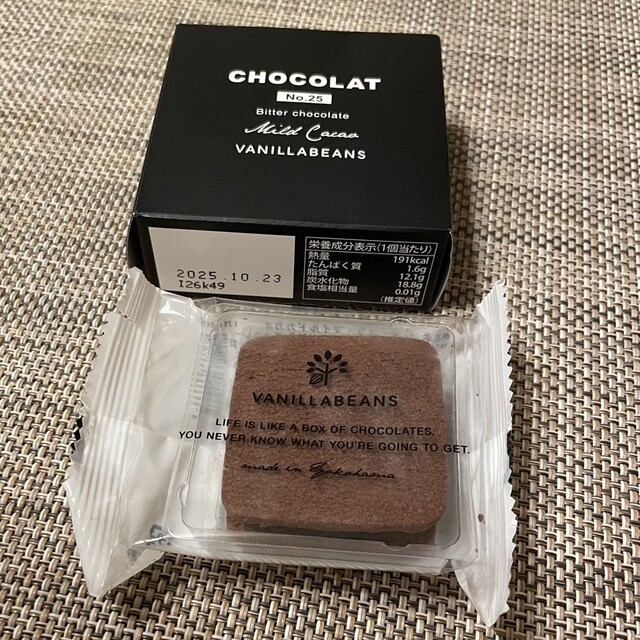 CHOCOLAT
No.25
Bitter chocolate
Mild Cacao
VANILLABEANS
2025.10.23
I26k49
栄養成分表示(1個当たり)
熱量 191kcal
たんぱく質 1.6g
脂質 12.1g
炭水化物 18.8g
食塩相当量 0.01g
(推定値)
VANILLABEANS
LIFE IS LIKE A BOX OF CHOCOLATES.
YOU NEVER KNOW WHAT YOU'RE GOING TO GET.
made in Yokohama